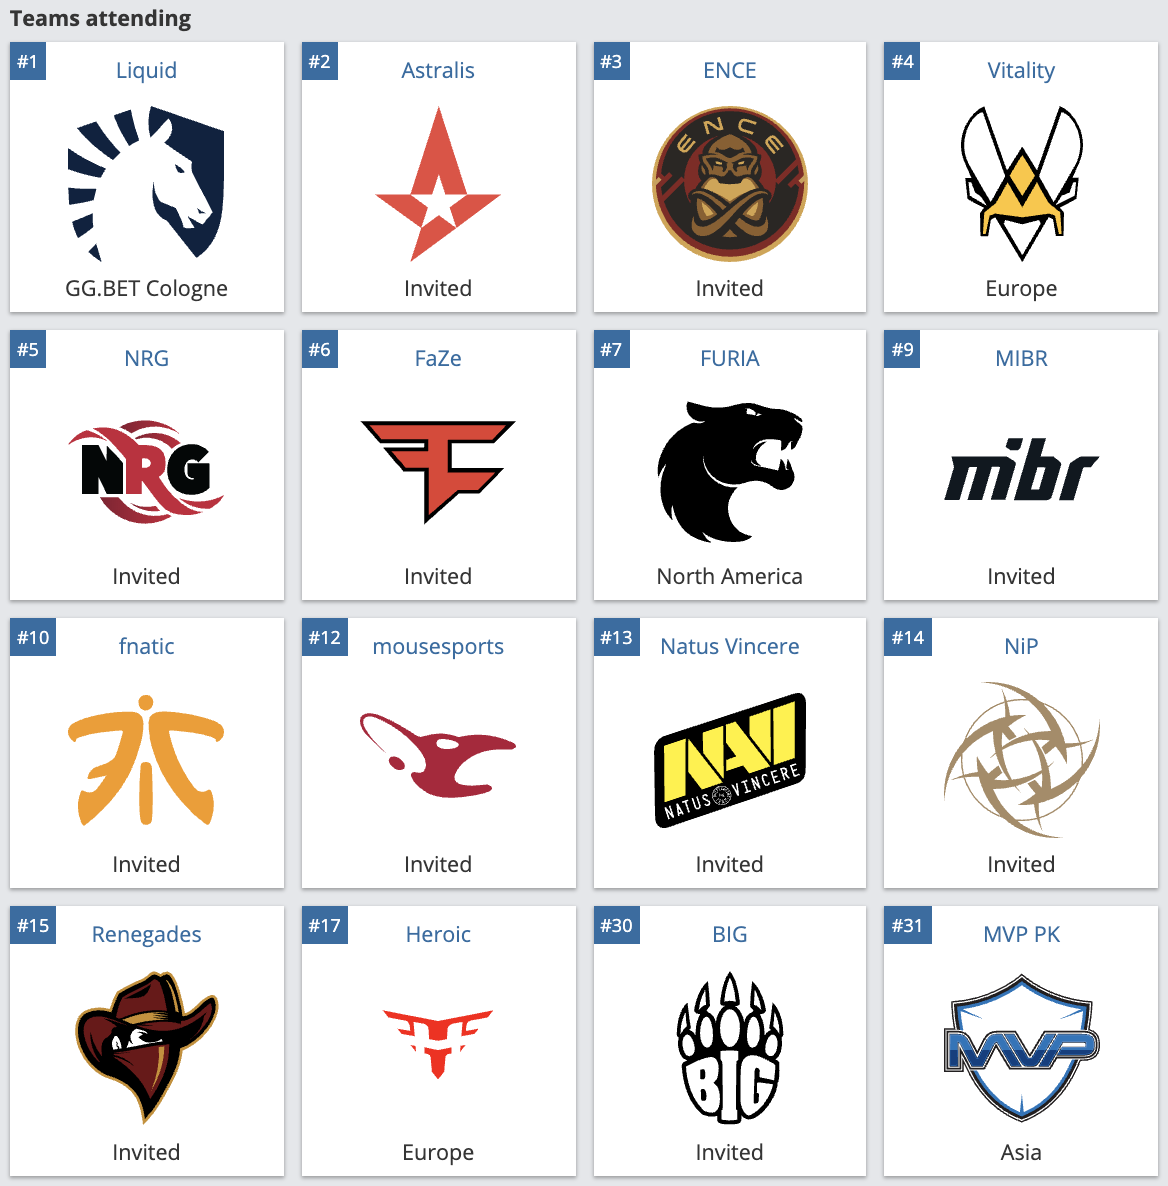 Teams attending
#1
Liquid
GG.BET Cologne
#2
Astralis
Invited
#3
ENCE
ENCE
Invited
#4
Vitality
Europe
#5
NRG
NRG
Invited
#6
FaZe
Invited
#7
FURIA
North America
#9
MIBR
mibr
Invited
#10
fnatic
Invited
#12
mousesports
Invited
#13
Natus Vincere
NAVI
NATUS VINCERE
Invited
#14
NiP
Invited
#15
Renegades
Invited
#17
Heroic
Europe
#30
BIG
BIG
Invited
#31
MVP PK
MVP
Asia